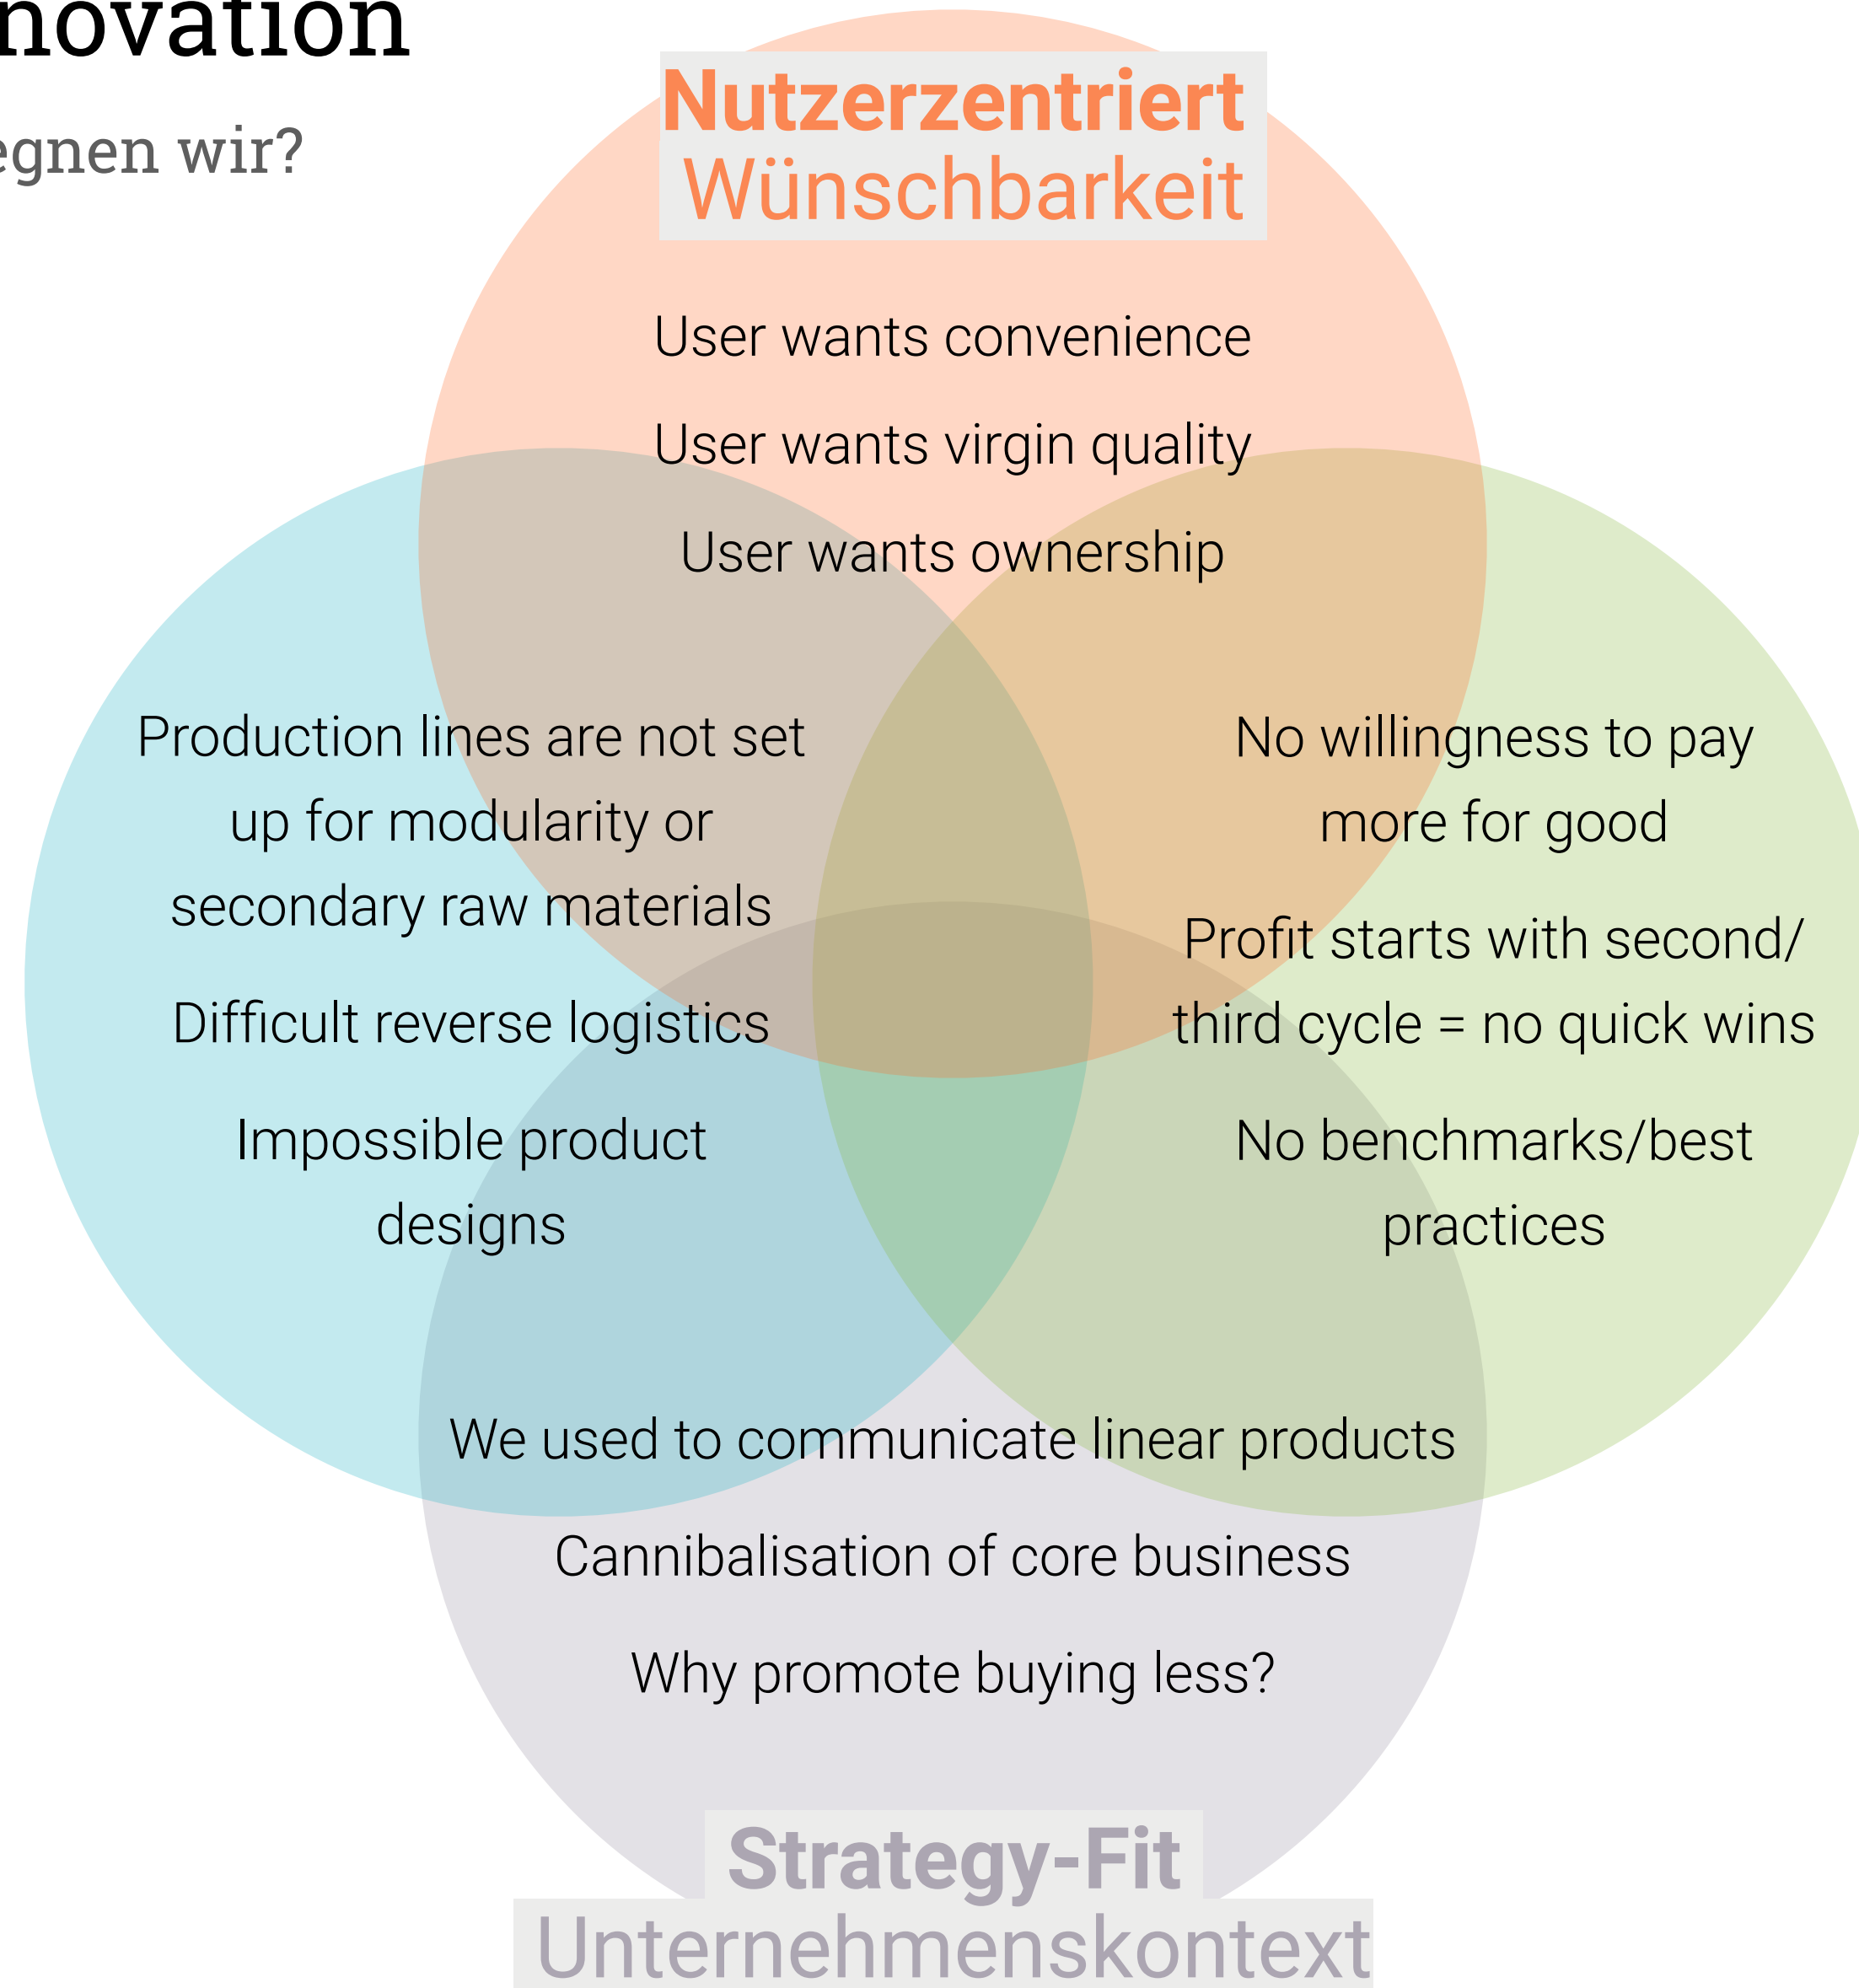 novation
egnen wir?
Nutzerzentriert
Wünschbarkeit
User wants convenience
User wants virgin quality
User wants ownership
Production lines are not set
up for modularity or
secondary raw materials
Difficult reverse logistics
Impossible product
designs
No willingness to pay
more for good
Profit starts with second/
third cycle = no quick wins
No benchmarks/best
practices
We used to communicate linear products
Cannibalisation of core business
Why promote buying less?
Strategy-Fit
Unternehmenskontext